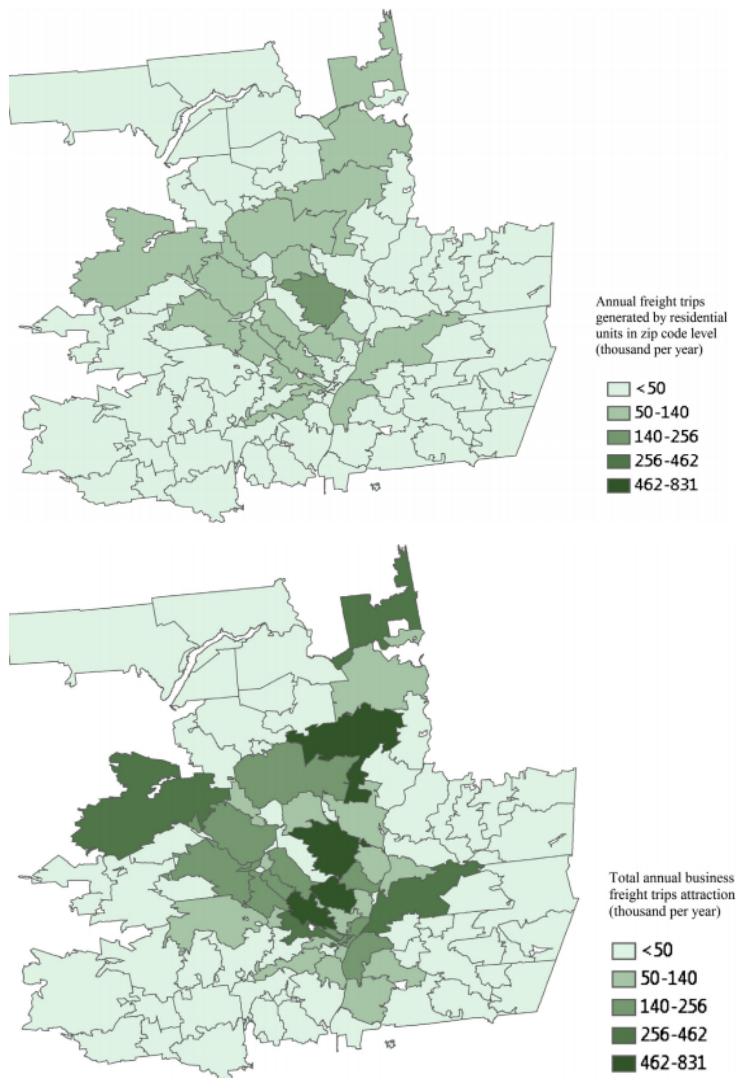 Annual freight trips
generated by residential
units in zip code level
(thousand per year)
<50
50-140
140-256
256-462
462-831
Total annual business
freight trips attraction
(thousand per year)
<50
50-140
140-256
256-462
462-831